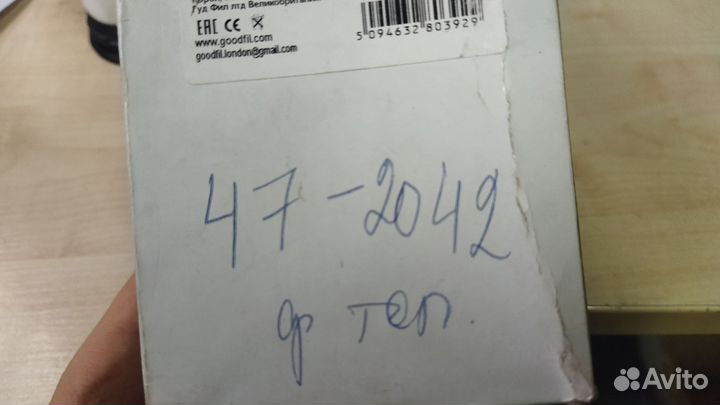 Гуд Фил лтд Великобритания
EAC CE
www.goodfil.com
goodfil.london@gmail.com
5 094632 803929
47-2042
ф топ.
Avito